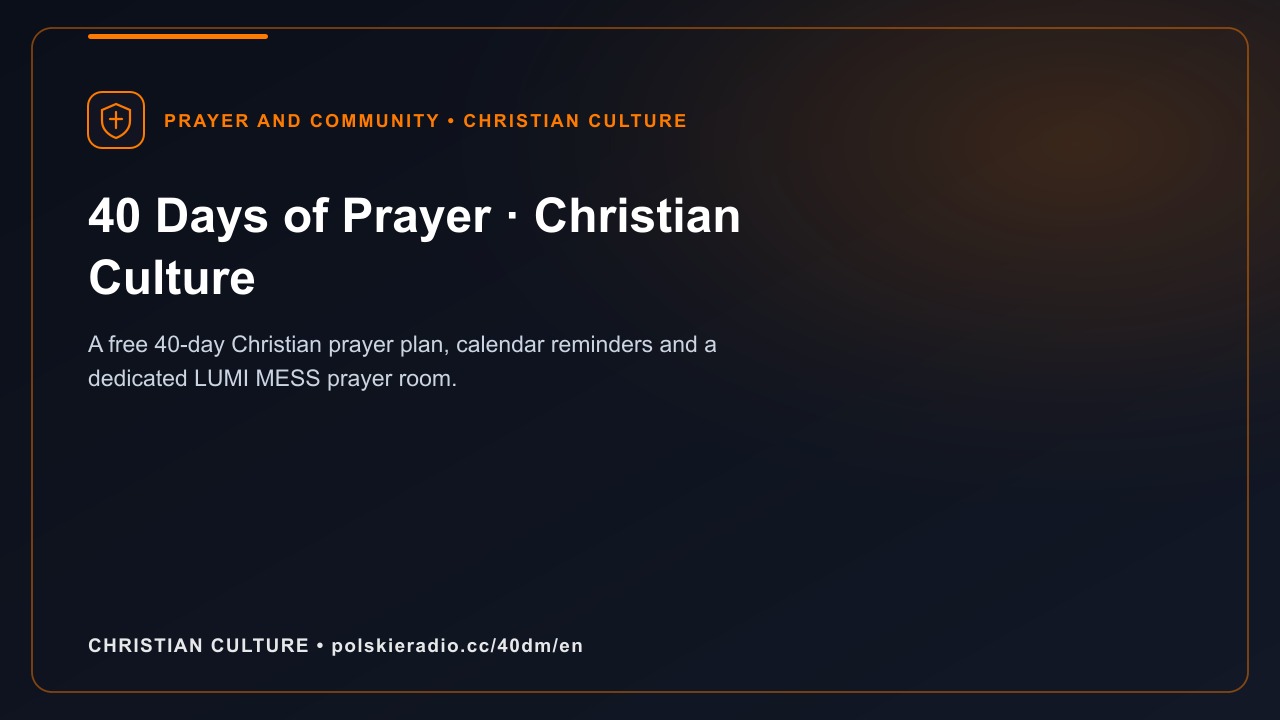 PRAYER AND COMMUNITY • CHRISTIAN CULTURE
40 Days of Prayer · Christian
Culture
A free 40-day Christian prayer plan, calendar reminders and a
dedicated LUMI MESS prayer room.
CHRISTIAN CULTURE • polskieradio.cc/40dm/en